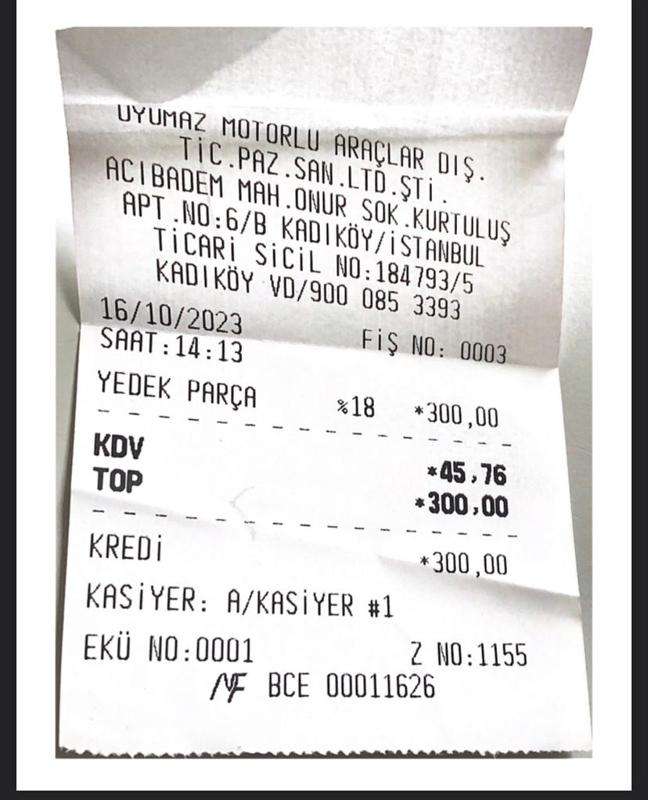 UYUMAZ MOTORLU ARAÇLAR DIŞ.
TİC.PAZ.SAN.LTD.ŞTİ.
ACIBADEM MAH.ONUR SOK.KURTULUŞ
APT.NO:6/B KADIKÖY/İSTANBUL
TİCARİ SİCİL NO:184793/5
KADIKÖY VD/900 085 3393
16/10/2023 FİŞ NO: 0003
SAAT:14:13
YEDEK PARÇA %18 *300,00
KDV *45,76
TOP *300,00
KREDİ *300,00
KASİYER: A/KASİYER #1
EKÜ NO:0001 Z NO:1155
MF BCE 00011626